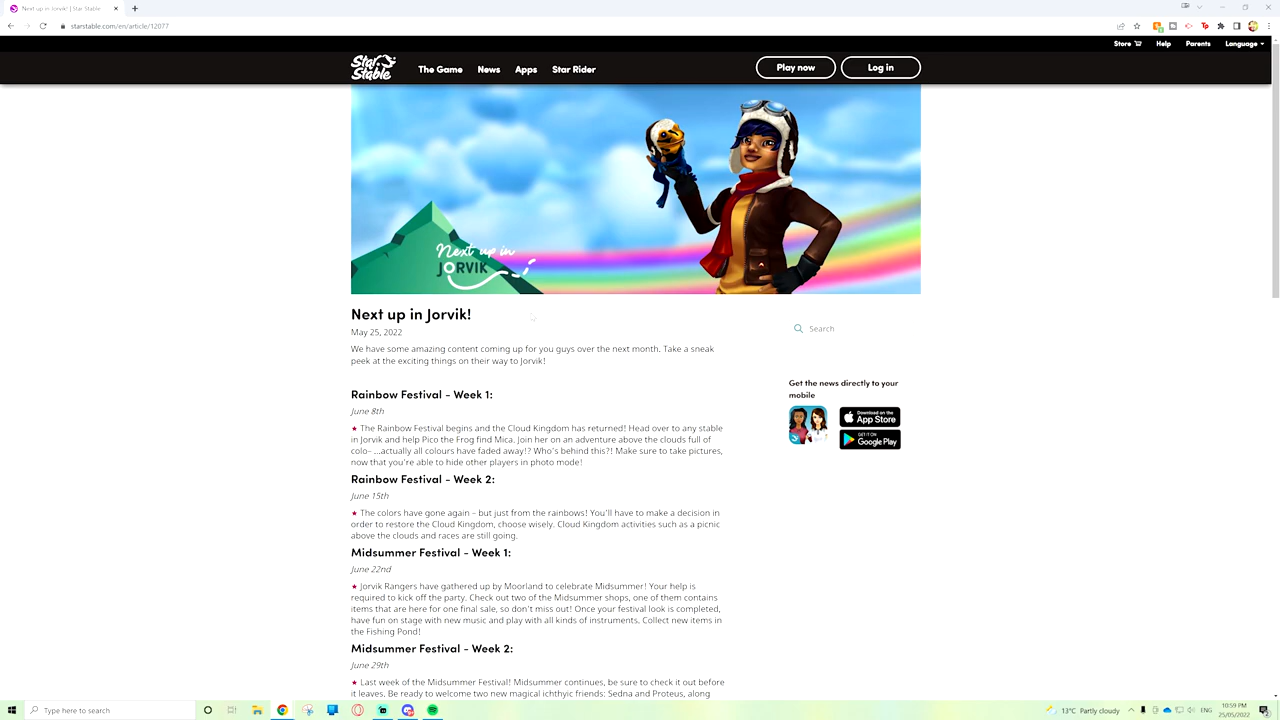 Next up in Jorvik! | Star Stable
starstable.com/en/article/12077
Store
Help
Parents
Language
Star Stable
The Game
News
Apps
Star Rider
Play now
Log in
Next up in
JORVIK
Next up in Jorvik!
May 25, 2022
We have some amazing content coming up for you guys over the next month. Take a sneak
peek at the exciting things on their way to Jorvik!
Search
Get the news directly to your
mobile
Download on the
App Store
GET IT ON
Google Play
Rainbow Festival - Week 1:
June 8th
★ The Rainbow Festival begins and the Cloud Kingdom has returned! Head over to any stable
in Jorvik and help Pico the Frog find Mica. Join her on an adventure above the clouds full of
colo- ...actually all colours have faded away!? Who's behind this?! Make sure to take pictures,
now that you're able to hide other players in photo mode!
Rainbow Festival - Week 2:
June 15th
★ The colors have gone again – but just from the rainbows! You'll have to make a decision in
order to restore the Cloud Kingdom, choose wisely. Cloud Kingdom activities such as a picnic
above the clouds and races are still going.
Midsummer Festival - Week 1:
June 22nd
★ Jorvik Rangers have gathered up by Moorland to celebrate Midsummer! Your help is
required to kick off the party. Check out two of the Midsummer shops, one of them contains
items that are here for one final sale, so don't miss out! Once your festival look is completed,
have fun on stage with new music and play with all kinds of instruments. Collect new items in
the Fishing Pond!
Midsummer Festival - Week 2:
June 29th
★ Last week of the Midsummer Festival! Midsummer continues, be sure to check it out before
it leaves. Be ready to welcome two new magical ichthyic friends: Sedna and Proteus, along
Type here to search
13°C Partly cloudy
ENG
10:59 PM
25/05/2022